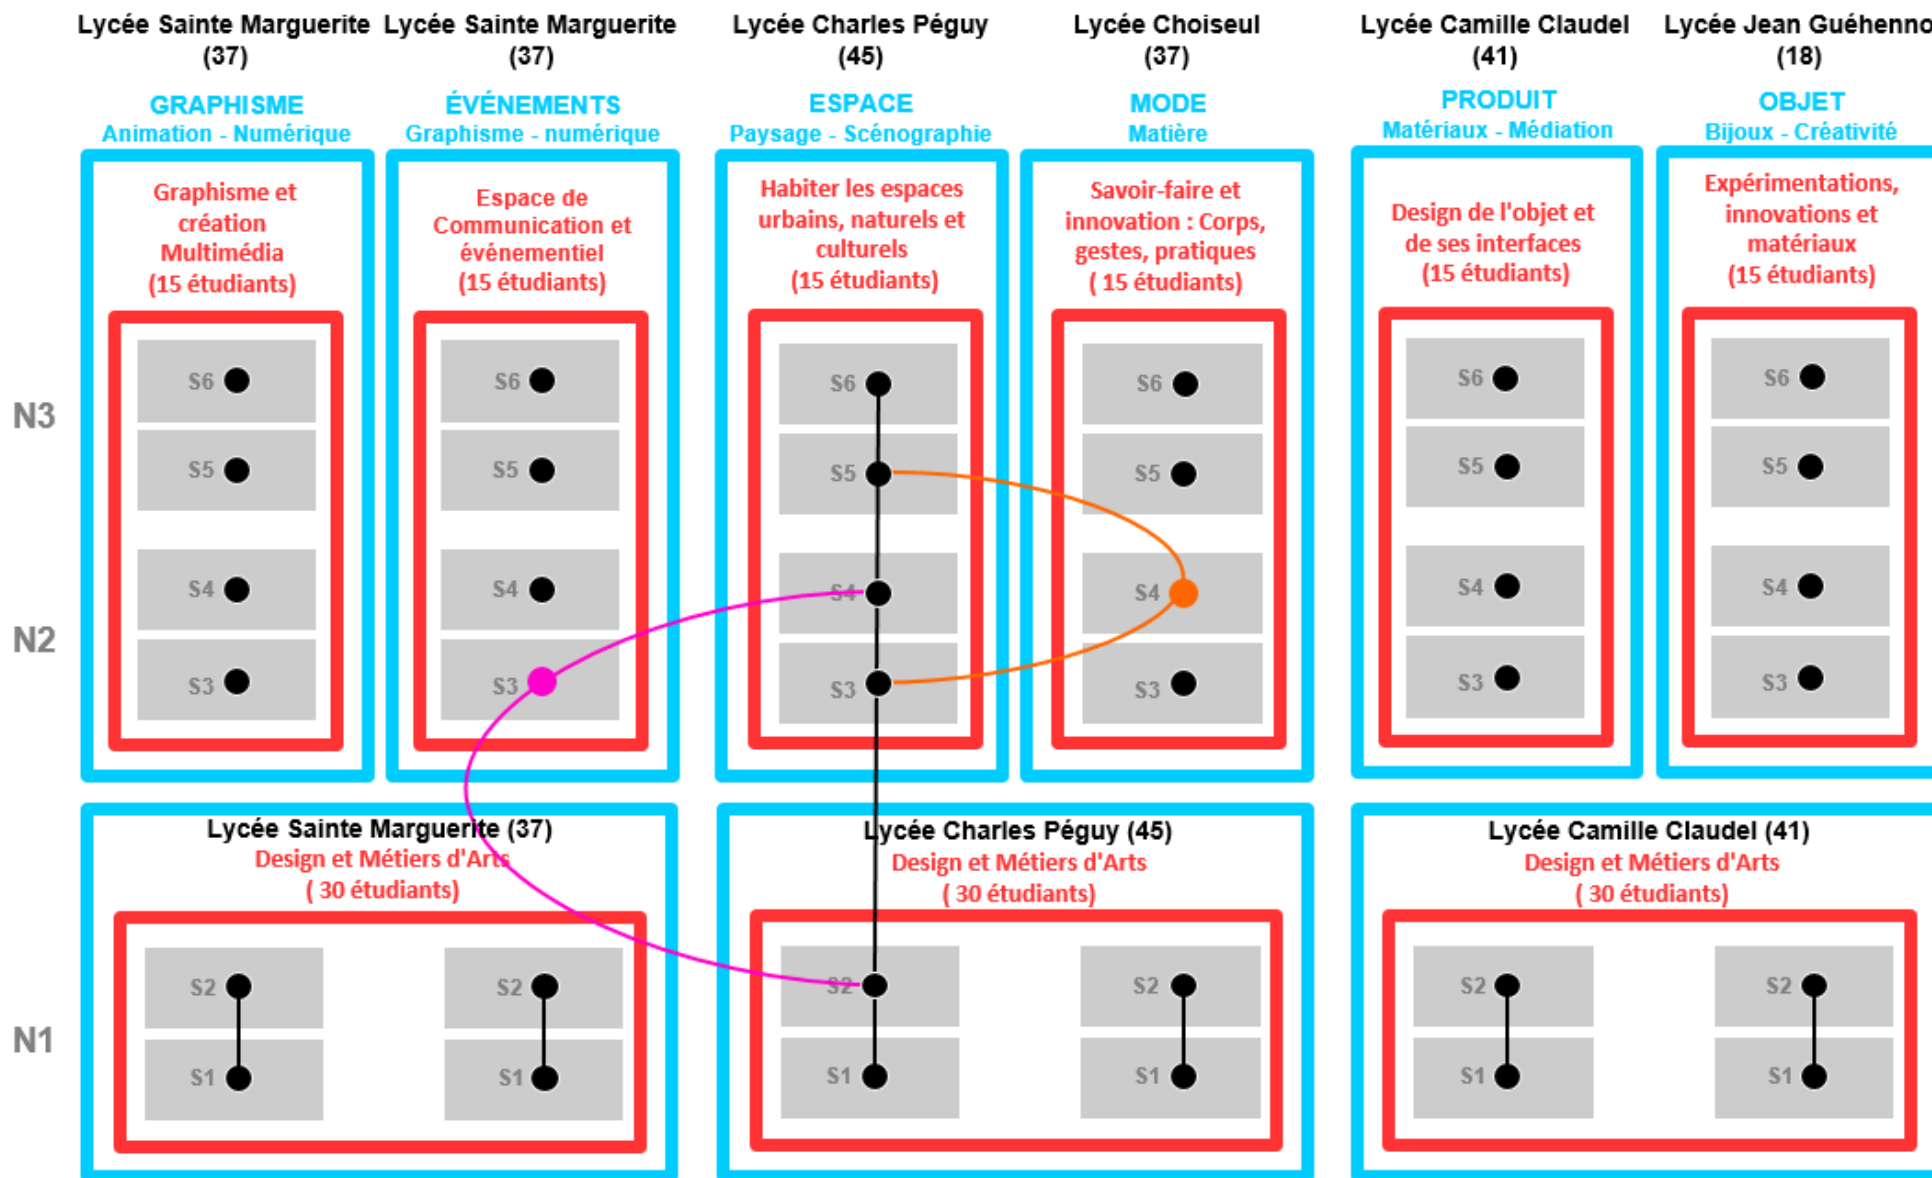 Lycée Sainte Marguerite
(37)
GRAPHISME
Animation - Numérique
Graphisme et
création
Multimédia
(15 étudiants)
Lycée Sainte Marguerite
(37)
ÉVÉNEMENTS
Graphisme - numérique
Espace de
Communication et
événementiel
(15 étudiants)
Lycée Charles Péguy
(45)
ESPACE
Paysage - Scénographie
Habiter les espaces
urbains, naturels et
culturels
(15 étudiants)
Lycée Choiseul
(37)
MODE
Matière
Savoir-faire et
innovation : Corps,
gestes, pratiques
( 15 étudiants)
Lycée Camille Claudel
(41)
PRODUIT
Matériaux - Médiation
Design de l'objet et
de ses interfaces
(15 étudiants)
Lycée Jean Guéhenno
(18)
OBJET
Bijoux - Créativité
Expérimentations,
innovations et
matériaux
(15 étudiants)
N3
S6 S6 S6 S6 S6 S6
S5 S5 S5 S5 S5 S5
N2
S4 S4 S4 S4 S4 S4
S3 S3 S3 S3 S3 S3
Lycée Sainte Marguerite (37)
Design et Métiers d'Arts
( 30 étudiants)
Lycée Charles Péguy (45)
Design et Métiers d'Arts
( 30 étudiants)
Lycée Camille Claudel (41)
Design et Métiers d'Arts
( 30 étudiants)
N1
S2 S2 S2 S2 S2 S2
S1 S1 S1 S1 S1 S1